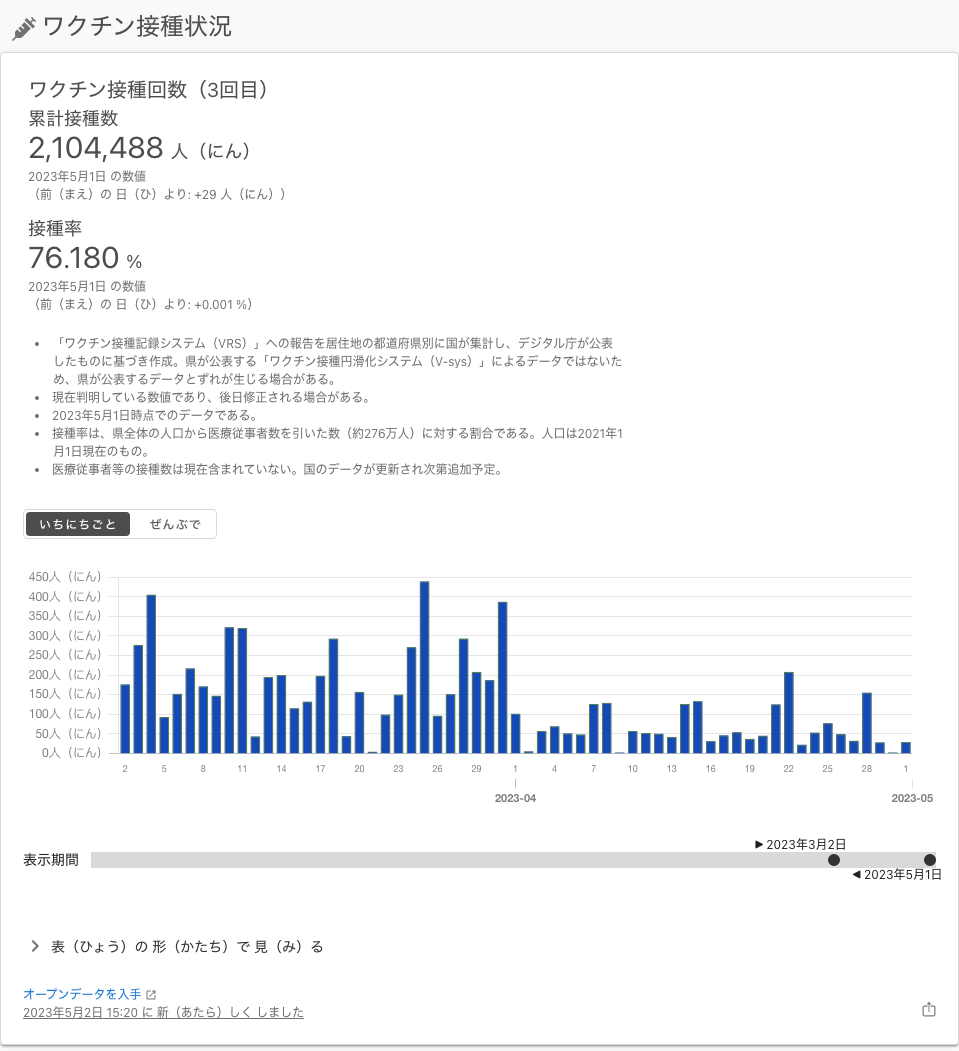 ワクチン接種状況
ワクチン接種回数（3回目）
累計接種数
2,104,488 人（にん）
2023年5月1日 の数値
（前（まえ）の 日（ひ）より: +29 人（にん））
接種率
76.180 %
2023年5月1日 の数値
（前（まえ）の 日（ひ）より: +0.001 %）
• 「ワクチン接種記録システム（VRS）」への報告を居住地の都道府県別に国が集計し、デジタル庁が公表
したものに基づき作成。県が公表する「ワクチン接種円滑化システム（V-sys）」によるデータではないた
め、県が公表するデータとずれが生じる場合がある。
• 現在判明している数値であり、後日修正される場合がある。
• 2023年5月1日時点でのデータである。
• 接種率は、県全体の人口から医療従事者数を引いた数（約276万人）に対する割合である。人口は2021年1
月1日現在のもの。
• 医療従事者等の接種数は現在含まれていない。国のデータが更新され次第追加予定。
いちにちごと ぜんぶで
450人（にん）
400人（にん）
350人（にん）
300人（にん）
250人（にん）
200人（にん）
150人（にん）
100人（にん）
50人（にん）
0人（にん）
2 5 8 11 14 17 20 23 26 29 1 4 7 10 13 16 19 22 25 28 1
2023-04 2023-05
▶ 2023年3月2日
表示期間
◀ 2023年5月1日
表（ひょう）の 形（かたち）で 見（み）る
オープンデータを入手
2023年5月2日 15:20 に 新（あたら）しく しました